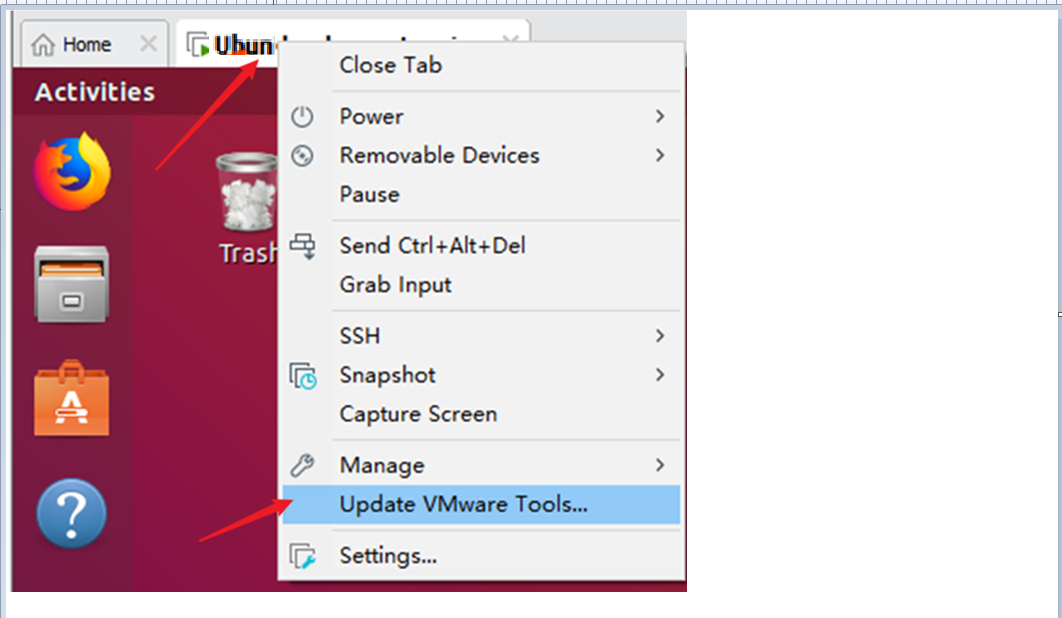 Home
Activities
Trash
Close Tab
Power
Removable Devices
Pause
Send Ctrl+Alt+Del
Grab Input
SSH
Snapshot
Capture Screen
Manage
Update VMware Tools...
Settings...